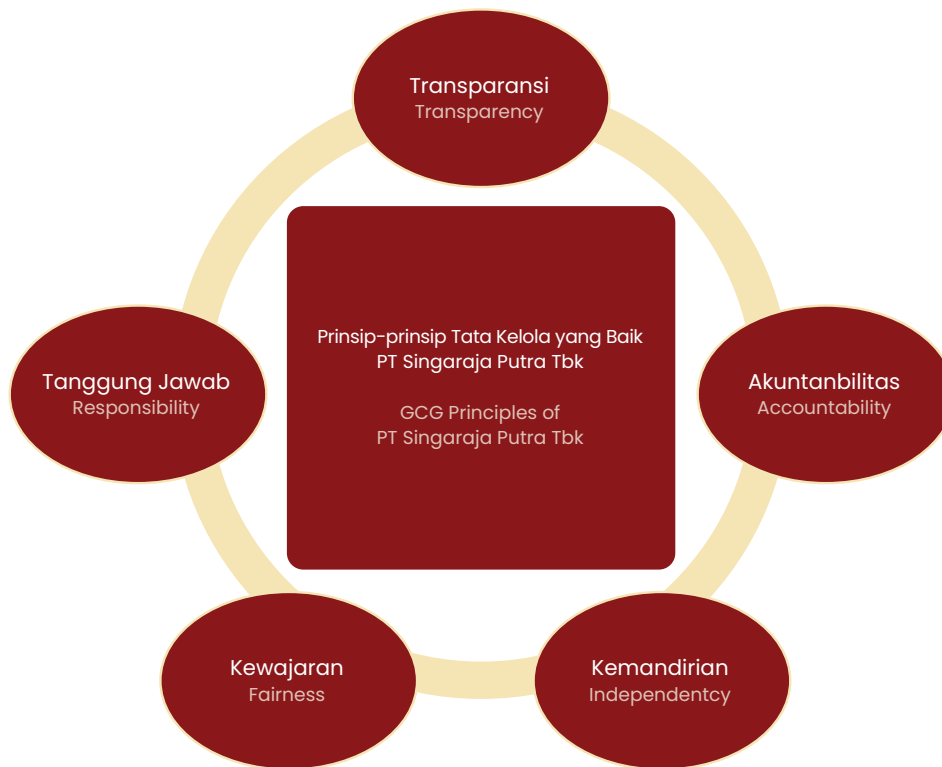 Transparansi
Transparency
Prinsip-prinsip Tata Kelola yang Baik
PT Singaraja Putra Tbk
GCG Principles of
PT Singaraja Putra Tbk
Tanggung Jawab
Responsibility
Akuntanbilitas
Accountability
Kewajaran
Fairness
Kemandirian
Independentcy